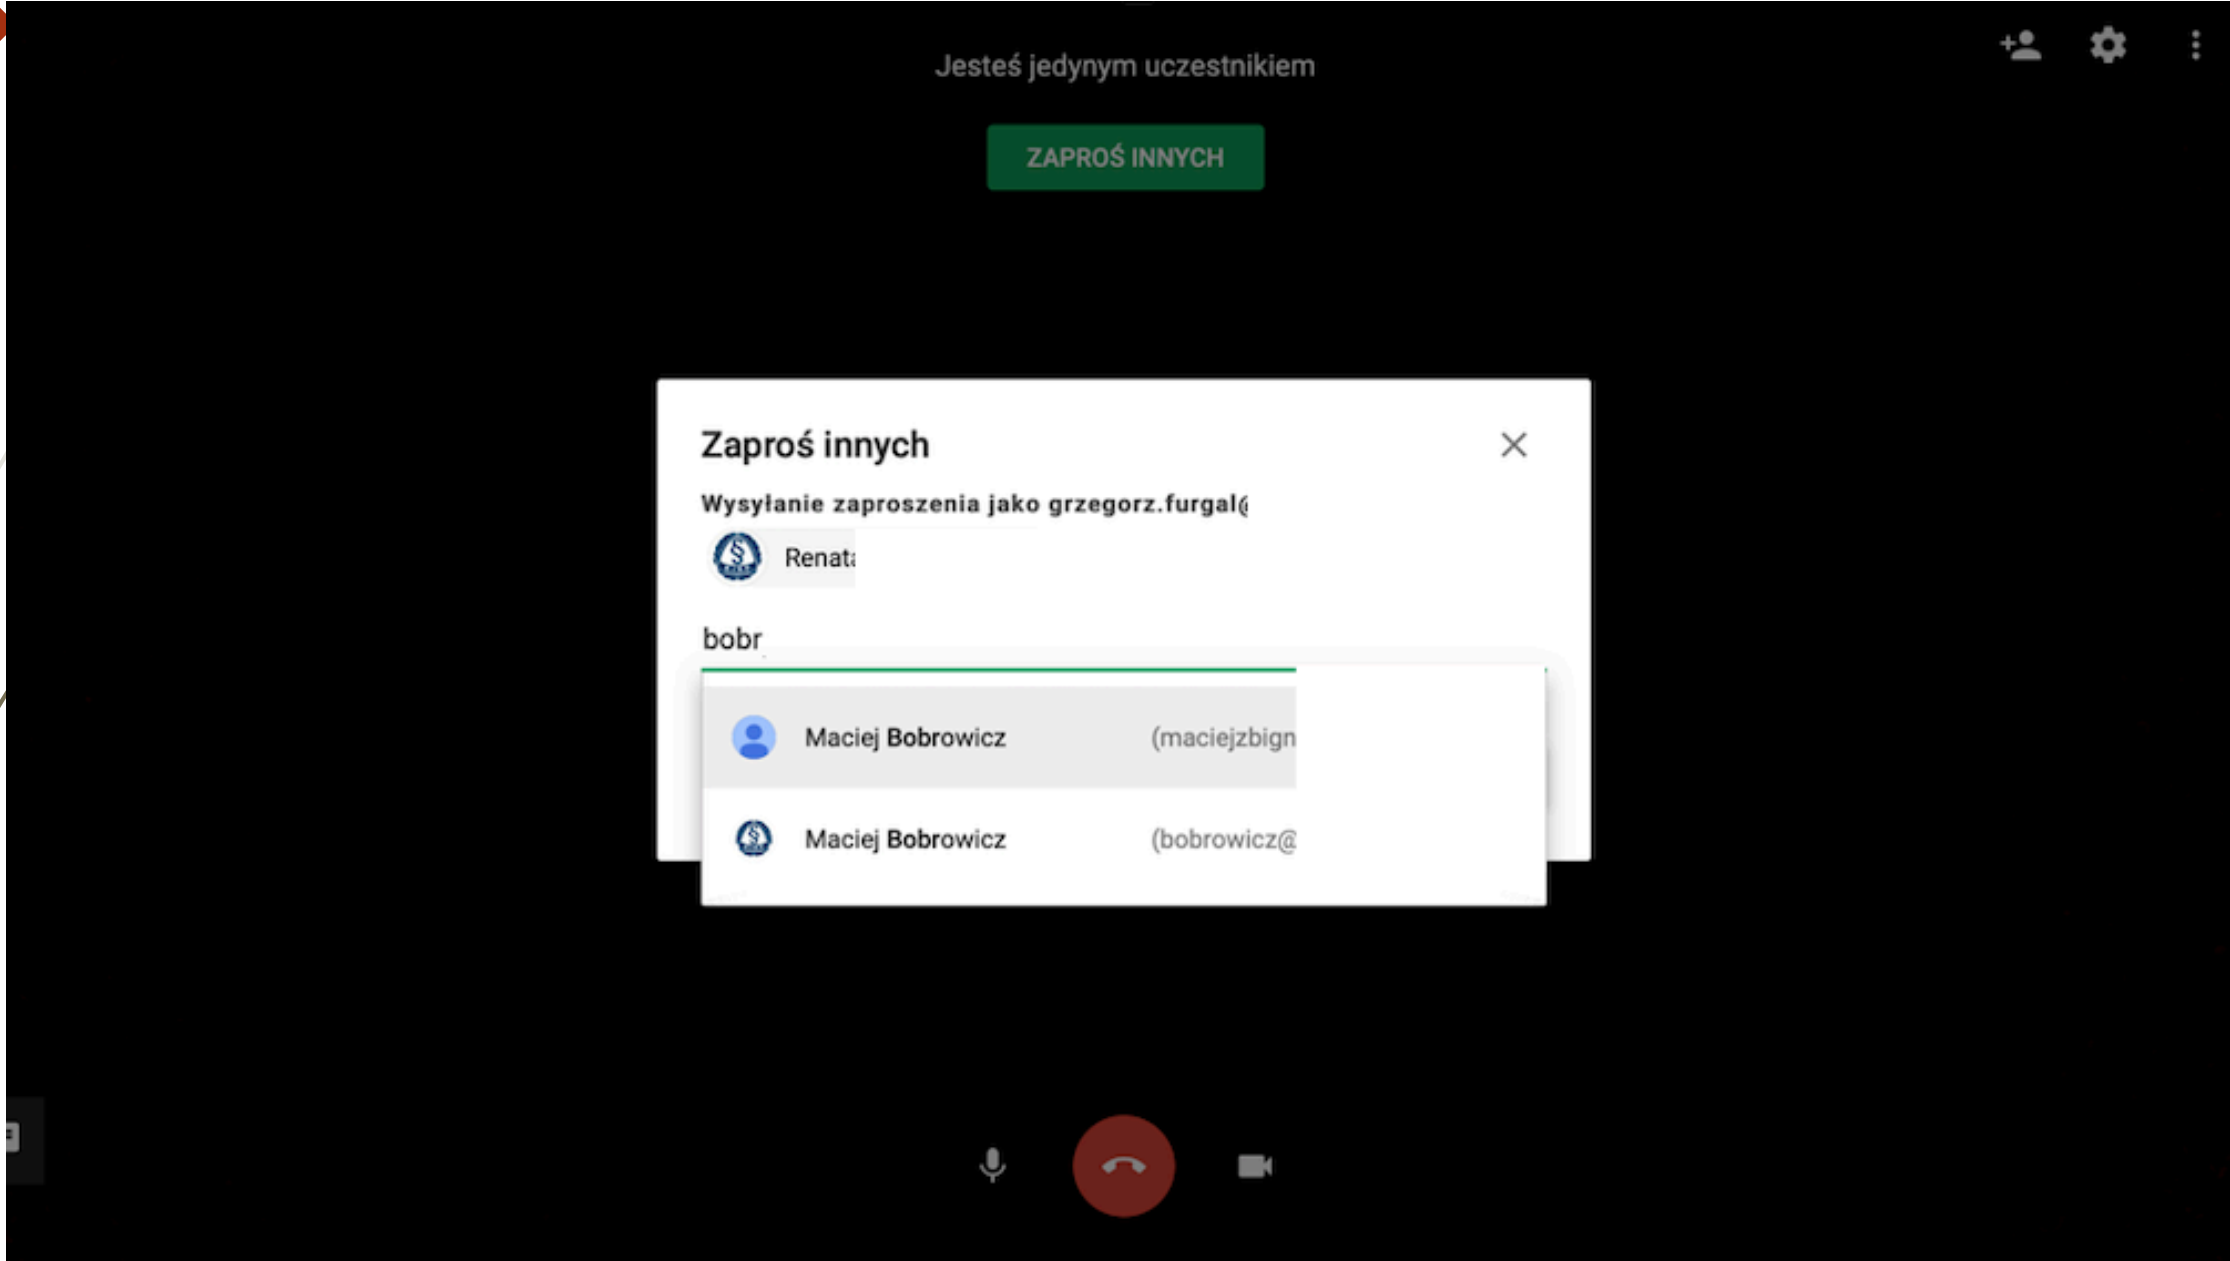 Jesteś jedynym uczestnikiem
ZAPROŚ INNYCH
Zaproś innych
Wysyłanie zaproszenia jako grzegorz.furgal@
Renata
bobr
Maciej Bobrowicz (maciejzbign
Maciej Bobrowicz (bobrowicz@